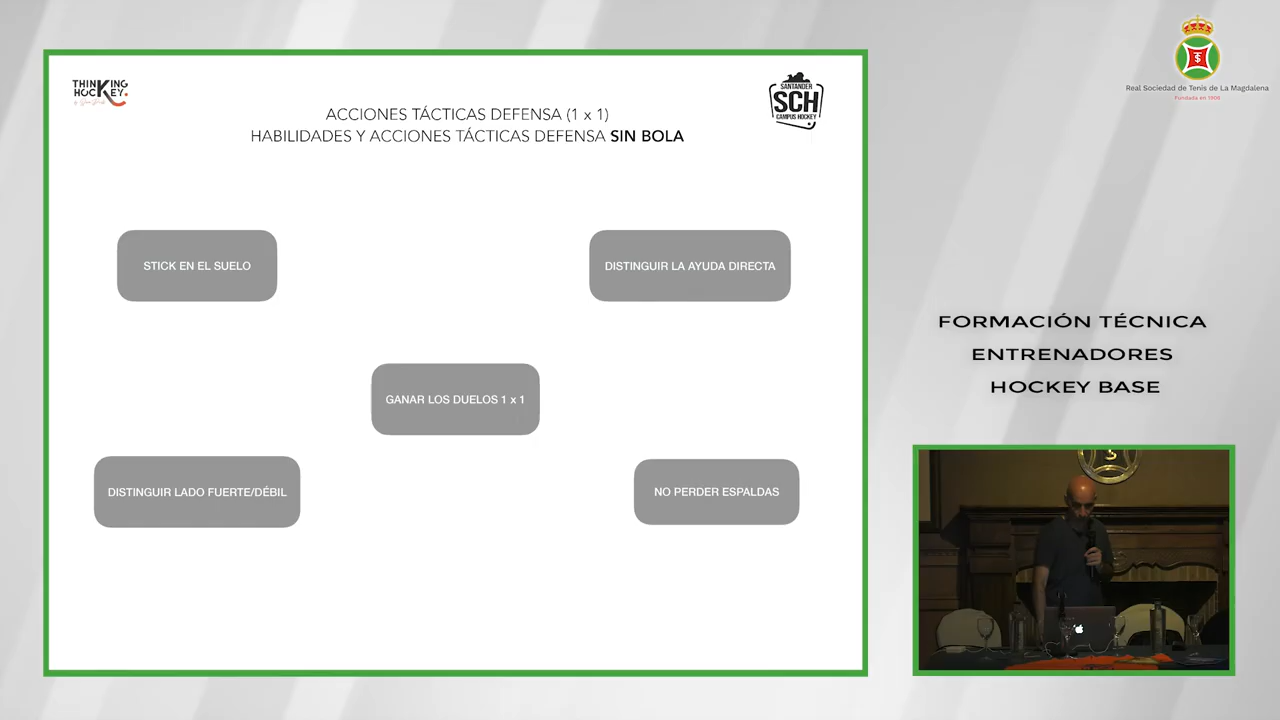 THINKING
HOCKEY.
SANTANDER
SCH
CAMPUS HOCKEY
Real Sociedad de Tenis de La Magdalena
Fundada en 1906
ACCIONES TÁCTICAS DEFENSA (1 x 1)
HABILIDADES Y ACCIONES TÁCTICAS DEFENSA SIN BOLA
STICK EN EL SUELO
DISTINGUIR LA AYUDA DIRECTA
GANAR LOS DUELOS 1 x 1
DISTINGUIR LADO FUERTE/DÉBIL
NO PERDER ESPALDAS
FORMACIÓN TÉCNICA
ENTRENADORES
HOCKEY BASE